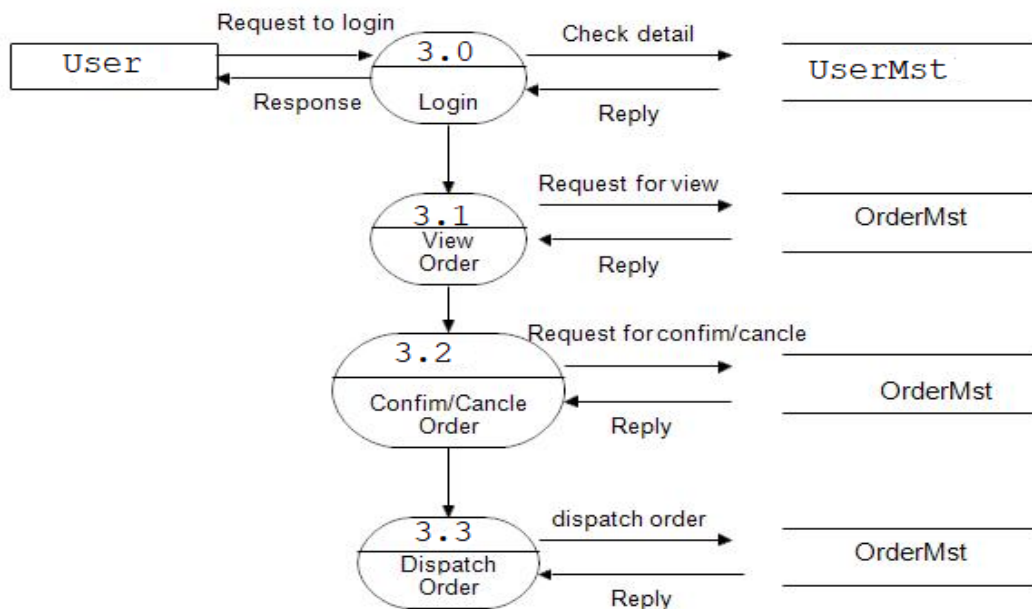 Request to login
User
3.0
Check detail
UserMst
Response
Login
Reply
3.1
Request for view
OrderMst
View
Order
Reply
3.2
Request for confim/cancle
OrderMst
Confim/Cancle
Order
Reply
3.3
dispatch order
OrderMst
Dispatch
Order
Reply